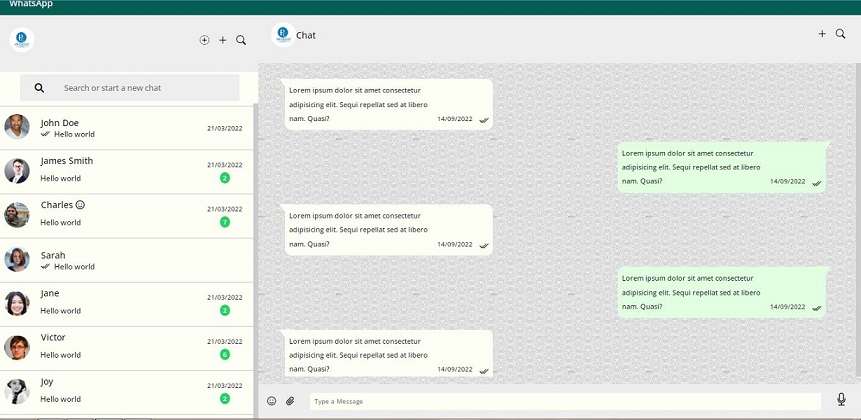 WhatsApp
Search or start a new chat
John Doe
21/03/2022
Hello world
James Smith
21/03/2022
Hello world
2
Charles
21/03/2022
Hello world
7
Sarah
21/03/2022
Hello world
Jane
21/03/2022
Hello world
2
Victor
21/03/2022
Hello world
6
Joy
21/03/2022
Hello world
2
Chat
Lorem ipsum dolor sit amet consectetur
adipisicing elit. Sequi repellat sed at libero
nam. Quasi?
14/09/2022
Lorem ipsum dolor sit amet consectetur
adipisicing elit. Sequi repellat sed at libero
nam. Quasi?
14/09/2022
Lorem ipsum dolor sit amet consectetur
adipisicing elit. Sequi repellat sed at libero
nam. Quasi?
14/09/2022
Lorem ipsum dolor sit amet consectetur
adipisicing elit. Sequi repellat sed at libero
nam. Quasi?
14/09/2022
Lorem ipsum dolor sit amet consectetur
adipisicing elit. Sequi repellat sed at libero
nam. Quasi?
14/09/2022
Type a Message